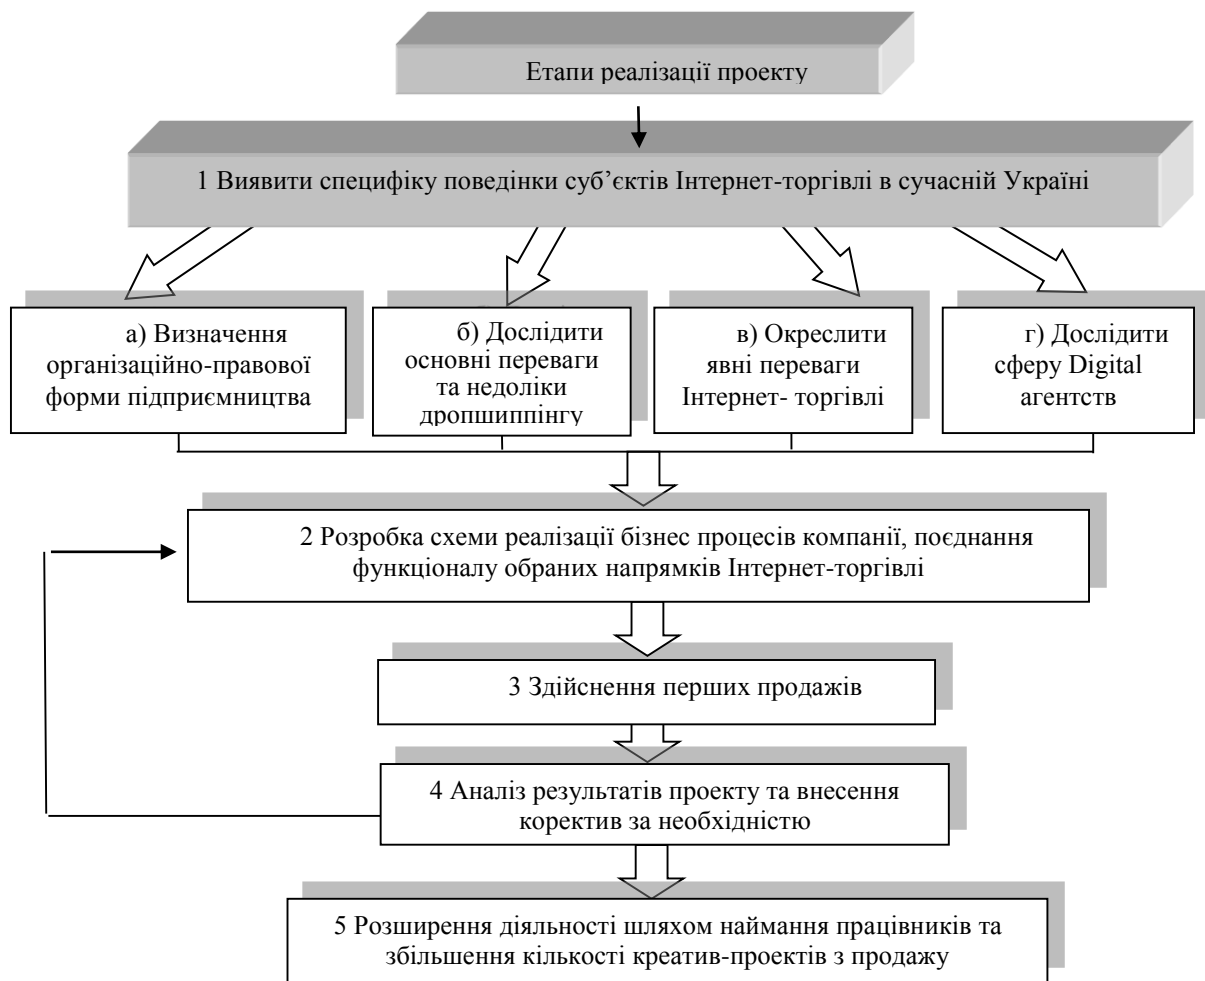 Етапи реалізації проекту
1 Виявити специфіку поведінки суб’єктів Інтернет-торгівлі в сучасній Україні
а) Визначення
організаційно-правової
форми підприємництва
б) Дослідити
основні переваги
та недоліки
дропшиппінгу
в) Окреслити
явні переваги
Інтернет- торгівлі
г) Дослідити
сферу Digital
агентств
2 Розробка схеми реалізації бізнес процесів компанії, поєднання
функціоналу обраних напрямків Інтернет-торгівлі
3 Здійснення перших продажів
4 Аналіз результатів проекту та внесення
коректив за необхідністю
5 Розширення діяльності шляхом наймання працівників та
збільшення кількості креатив-проектів з продажу